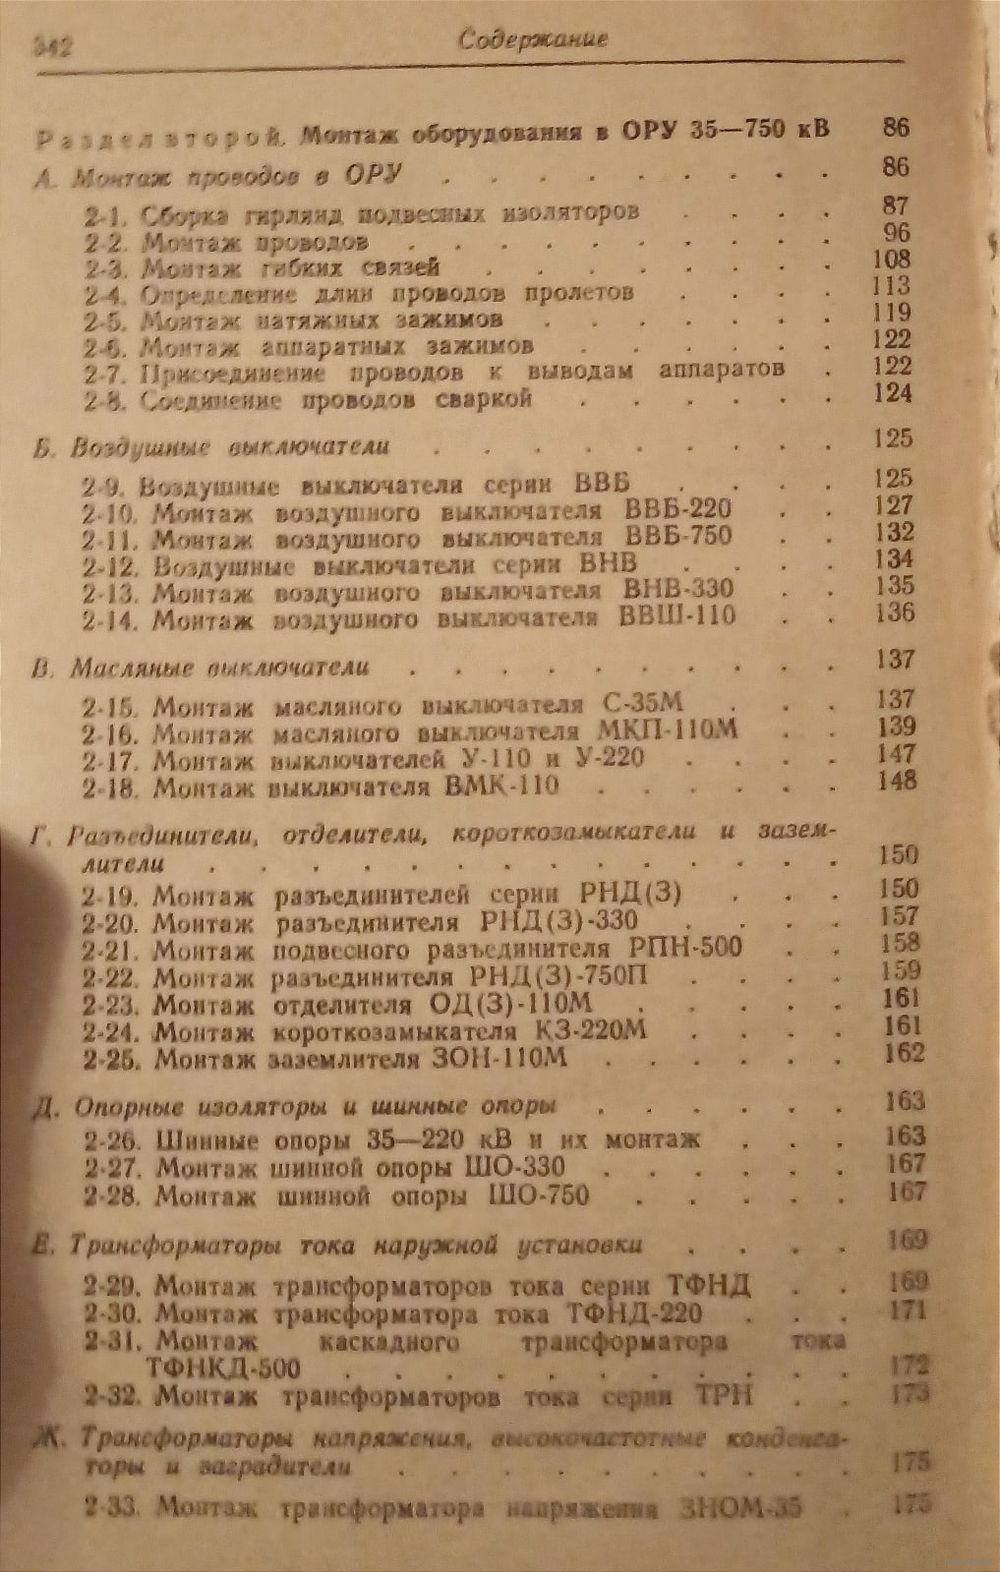 342 Содержание
Раздел второй. Монтаж оборудования в ОРУ 35—750 кВ 86
А. Монтаж проводов в ОРУ . . . . . . . . . 86
2-1. Сборка гирлянд подвесных изоляторов . . . . 87
2-2. Монтаж проводов . . . . . . . . . . 96
2-3. Монтаж гибких связей . . . . . . . . 108
2-4. Определение длин проводов пролетов . . . . 113
2-5. Монтаж натяжных зажимов . . . . . . . 119
2-6. Монтаж аппаратных зажимов . . . . . . 122
2-7. Присоединение проводов к выводам аппаратов . 122
2-8. Соединение проводов сваркой . . . . . . 124
Б. Воздушные выключатели . . . . . . . . . 125
2-9. Воздушные выключатели серии ВВБ . . . . 125
2-10. Монтаж воздушного выключателя ВВБ-220 . . 127
2-11. Монтаж воздушного выключателя ВВБ-750 . . 132
2-12. Воздушные выключатели серии ВНВ . . . . 134
2-13. Монтаж воздушного выключателя ВНВ-330 . . 135
2-14. Монтаж воздушного выключателя ВВШ-110 . . 136
В. Масляные выключатели . . . . . . . . . . 137
2-15. Монтаж масляного выключателя С-35М . . . 137
2-16. Монтаж масляного выключателя МКП-110М . . 139
2-17. Монтаж выключателей У-110 и У-220 . . . . 147
2-18. Монтаж выключателя ВМК-110 . . . . . . 148
Г. Разъединители, отделители, короткозамыкатели и зазем-
лители . . . . . . . . . . . . . 150
2-19. Монтаж разъединителей серии РНД(З) . . . 150
2-20. Монтаж разъединителя РНД(З)-330 . . . . 157
2-21. Монтаж подвесного разъединителя РПН-500 . . 158
2-22. Монтаж разъединителя РНД(З)-750П . . . . 159
2-23. Монтаж отделителя ОД(З)-110М . . . . . 161
2-24. Монтаж короткозамыкателя КЗ-220М . . . . 161
2-25. Монтаж заземлителя ЗОН-110М . . . . . . 162
Д. Опорные изоляторы и шинные опоры . . . . . . 163
2-26. Шинные опоры 35—220 кВ и их монтаж . . . 163
2-27. Монтаж шинной опоры ШО-330 . . . . . . 167
2-28. Монтаж шинной опоры ШО-750 . . . . . 167
Е. Трансформаторы тока наружной установки . . . . 169
2-29. Монтаж трансформаторов тока серии ТФНД . . 169
2-30. Монтаж трансформатора тока ТФНД-220 . . . 171
2-31. Монтаж каскадного трансформатора тока
ТФНКД-500 . . . . . . . . . . . 172
2-32. Монтаж трансформаторов тока серии ТРН . . 173
Ж. Трансформаторы напряжения, высокочастотные конденса-
торы и заградители . . . . . . . . . 175
2-33. Монтаж трансформатора напряжения ЗНОМ-35 . 175